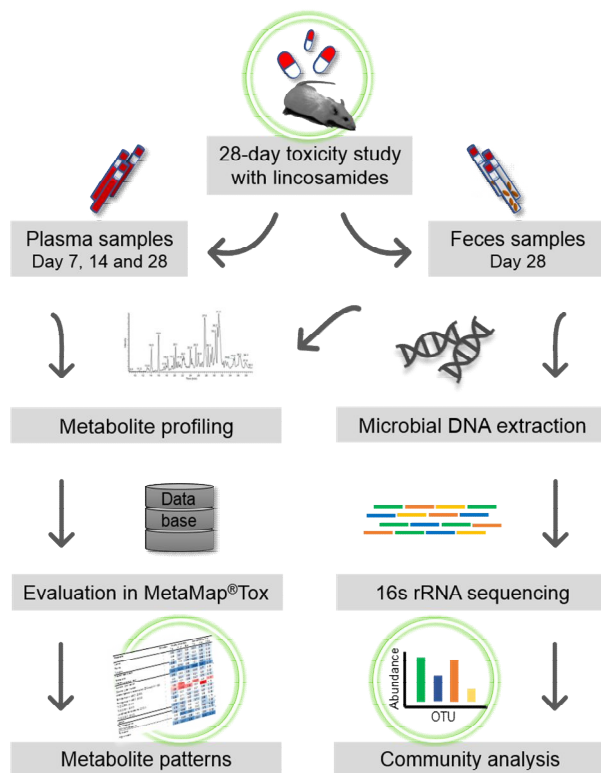 28-day toxicity study
with lincosamides
Plasma samples
Day 7, 14 and 28
Feces samples
Day 28
Metabolite profiling
Microbial DNA extraction
Data
base
Evaluation in MetaMap®Tox
16s rRNA sequencing
Abundance
OTU
Metabolite patterns
Community analysis